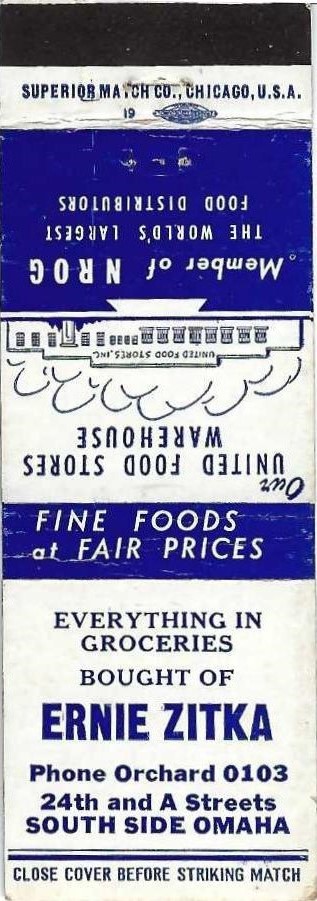 SUPERIOR MATCH CO., CHICAGO, U.S.A.
19
Our
UNITED FOOD STORES
WAREHOUSE
UNITED FOOD STORES, INC.
Member of NROG
THE WORLD'S LARGEST
FOOD DISTRIBUTORS
FINE FOODS
at FAIR PRICES
EVERYTHING IN
GROCERIES
BOUGHT OF
ERNIE ZITKA
Phone Orchard 0103
24th and A Streets
SOUTH SIDE OMAHA
CLOSE COVER BEFORE STRIKING MATCH